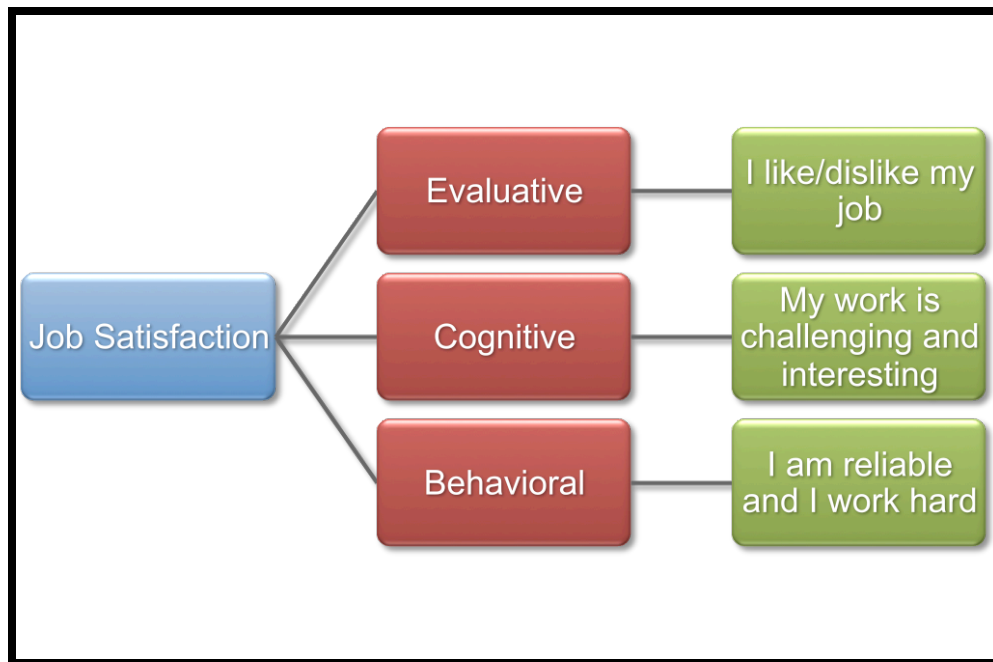 Job Satisfaction
Evaluative
I like/dislike my
job
Cognitive
My work is
challenging and
interesting
Behavioral
I am reliable
and I work hard